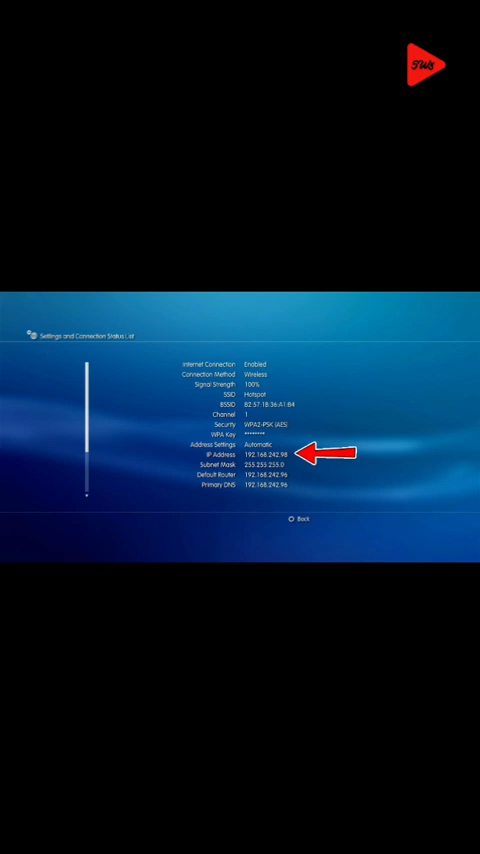 5WS
Settings and Connection Status List
Internet Connection Enabled
Connection Method Wireless
Signal Strength 100%
SSID Hotspot
BSSID B2:57:1B:36:A1:B4
Channel 1
Security WPA2-PSK (AES)
WPA Key ********
Address Settings Automatic
IP Address 192.168.242.98
Subnet Mask 255.255.255.0
Default Router 192.168.242.96
Primary DNS 192.168.242.96
Back